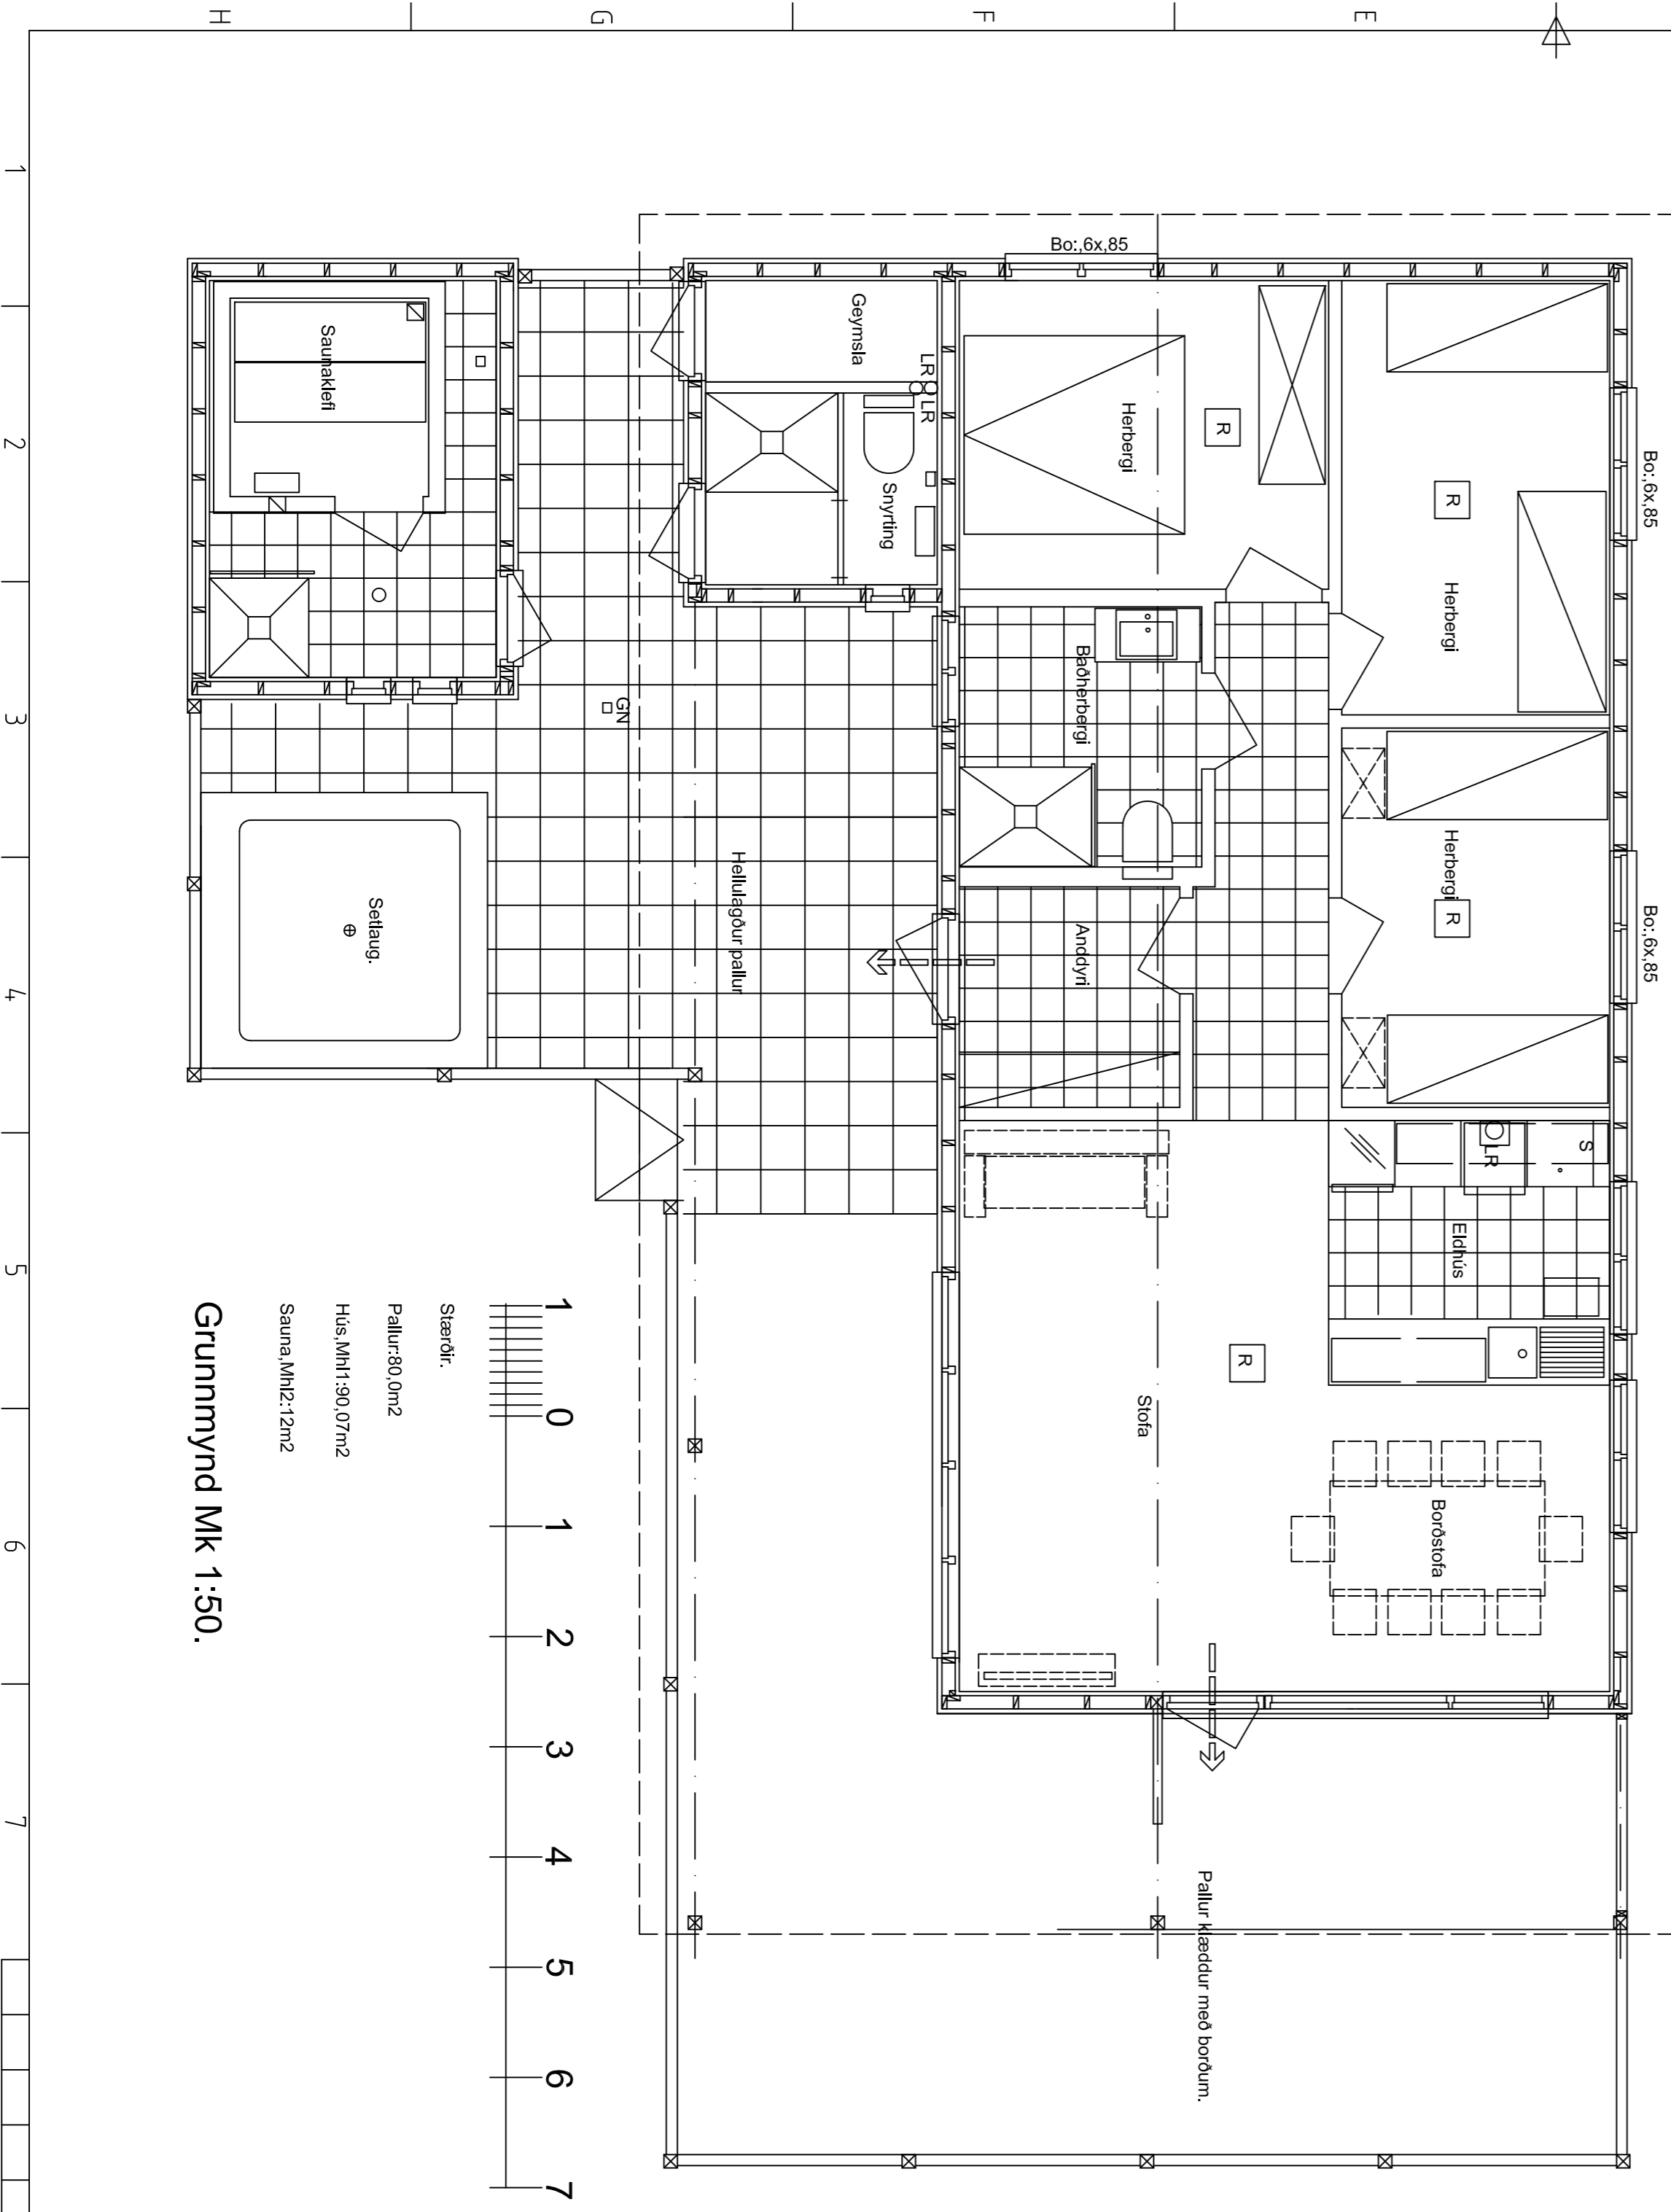 H
G
F
E
1
2
3
4
5
6
7
Bo:,6x,85
Bo:,6x,85
Bo:,6x,85
Saunaklefi
Geymsla
LR
LR
Snyrting
Herbergi
R
R
Herbergi
Baðherbergi
GN
Herbergi
R
Anddyri
Hellulagður pallur
Setlaug.
S
LR
Eldhús
R
Stofa
Borðstofa
Pallur klæddur með borðum.
1
0
1
2
3
4
5
6
7
Stærðir.
Pallur:80,0m2
Hús,Mhl1:90,07m2
Sauna,Mhl2:12m2
Grunnmynd Mk 1:50.